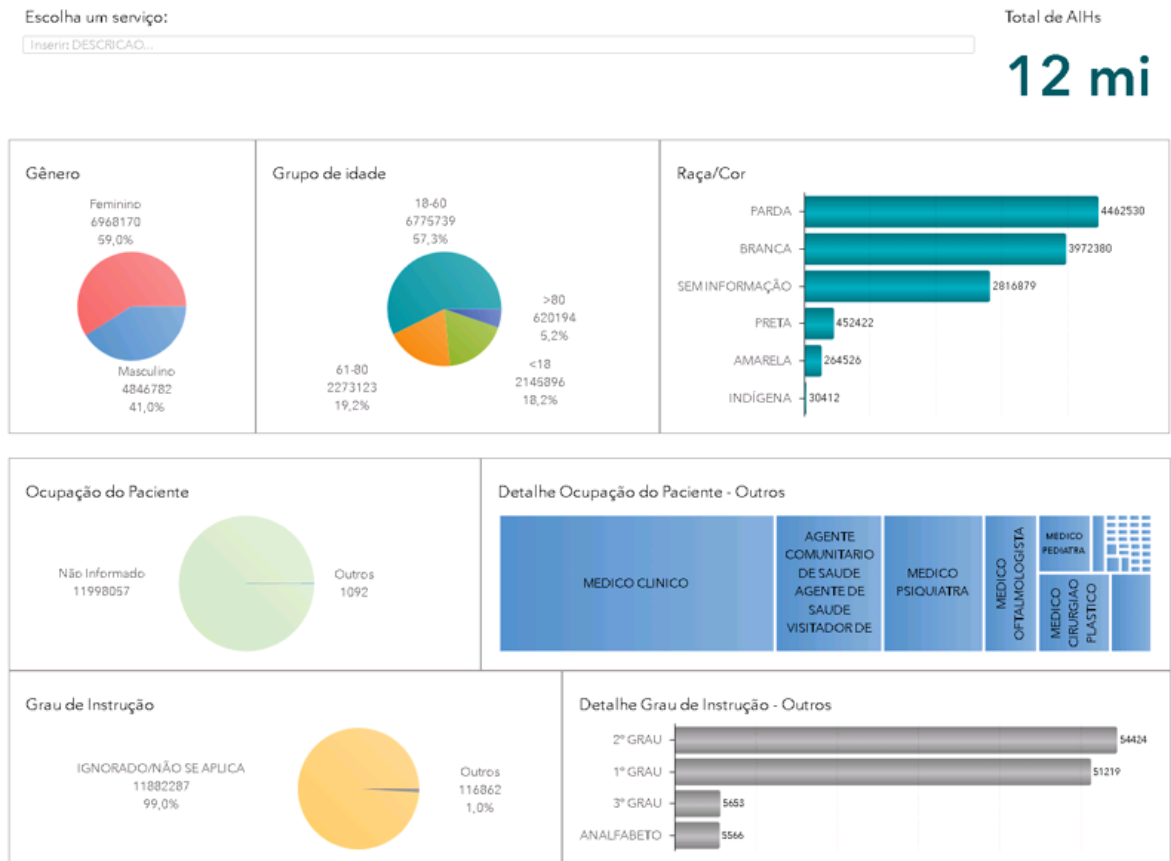 Escolha um serviço:
Inserir: DESCRICAO...
Total de AIHs
12 mi
Gênero
Feminino
6968170
59,0%
Masculino
4846782
41,0%
Grupo de idade
18-60
6775739
57,3%
>80
620194
5,2%
<18
2145896
18,2%
61-80
2273123
19,2%
Raça/Cor
PARDA 4462530
BRANCA 3972380
SEM INFORMAÇÃO 2816879
PRETA 452422
AMARELA 264526
INDÍGENA 30412
Ocupação do Paciente
Não Informado
11998057
Outros
1092
Detalhe Ocupação do Paciente - Outros
MEDICO CLINICO
AGENTE
COMUNITARIO
DE SAUDE
AGENTE DE
SAUDE
VISITADOR DE
MEDICO
PSIQUIATRA
MEDICO
OFTALMOLOGISTA
MEDICO
PEDIATRA
MEDICO
CIRURGIAO
PLASTICO
Grau de Instrução
IGNORADO/NÃO SE APLICA
11882287
99,0%
Outros
116862
1,0%
Detalhe Grau de Instrução - Outros
2º GRAU 54424
1º GRAU 51219
3º GRAU 5653
ANALFABETO 5566